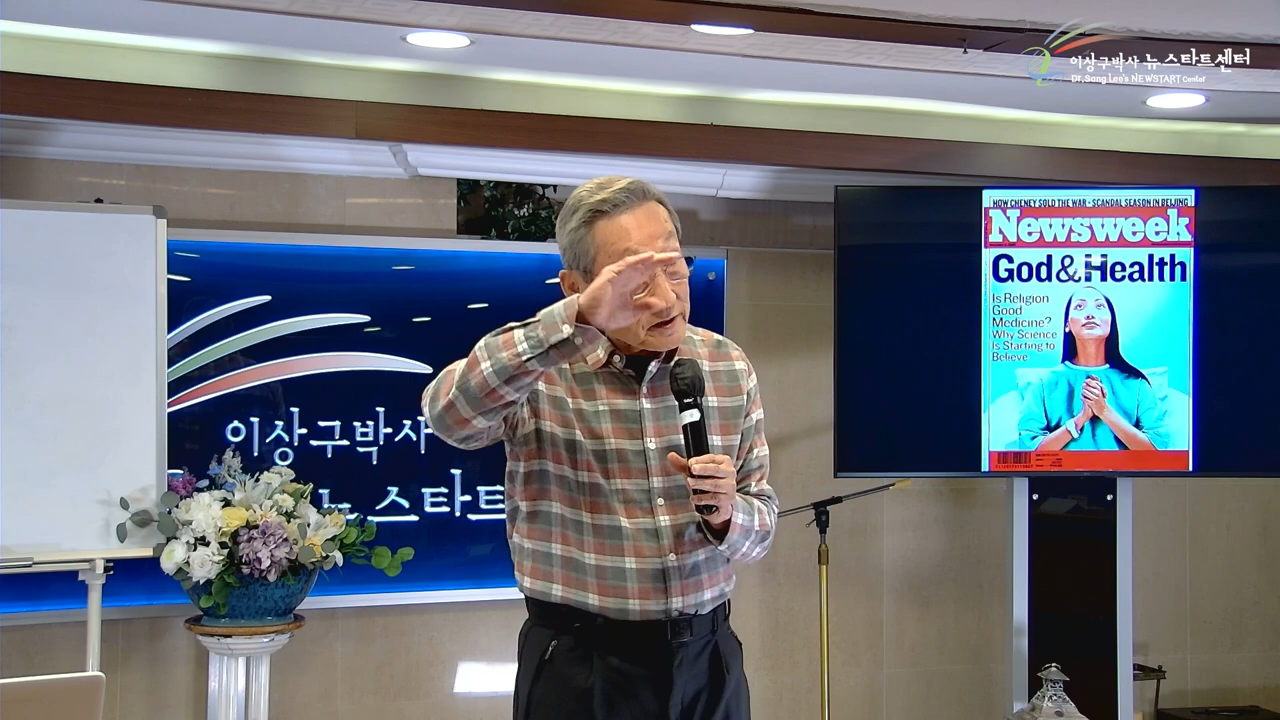 이상구박사 뉴스타트센터
Dr. Sang Lee's NEWSTART Center
HOW CHENEY SOLD THE WAR • SCANDAL SEASON IN BEIJING
Newsweek
God & Health
Is Religion
Good
Medicine?
Why Science
Is Starting to
Believe
이상구박사
뉴스타트